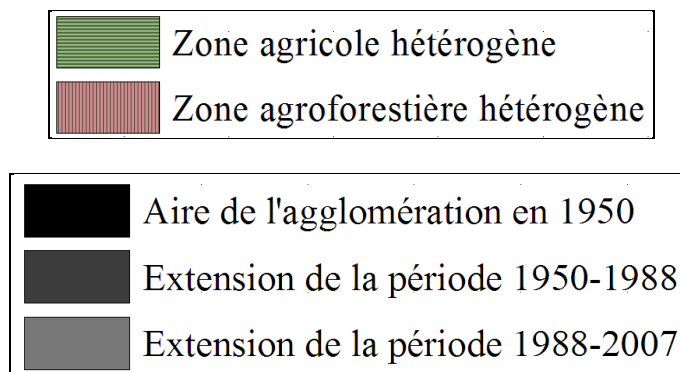 Zone agricole hétérogène
Zone agroforestière hétérogène
Aire de l'agglomération en 1950
Extension de la période 1950-1988
Extension de la période 1988-2007